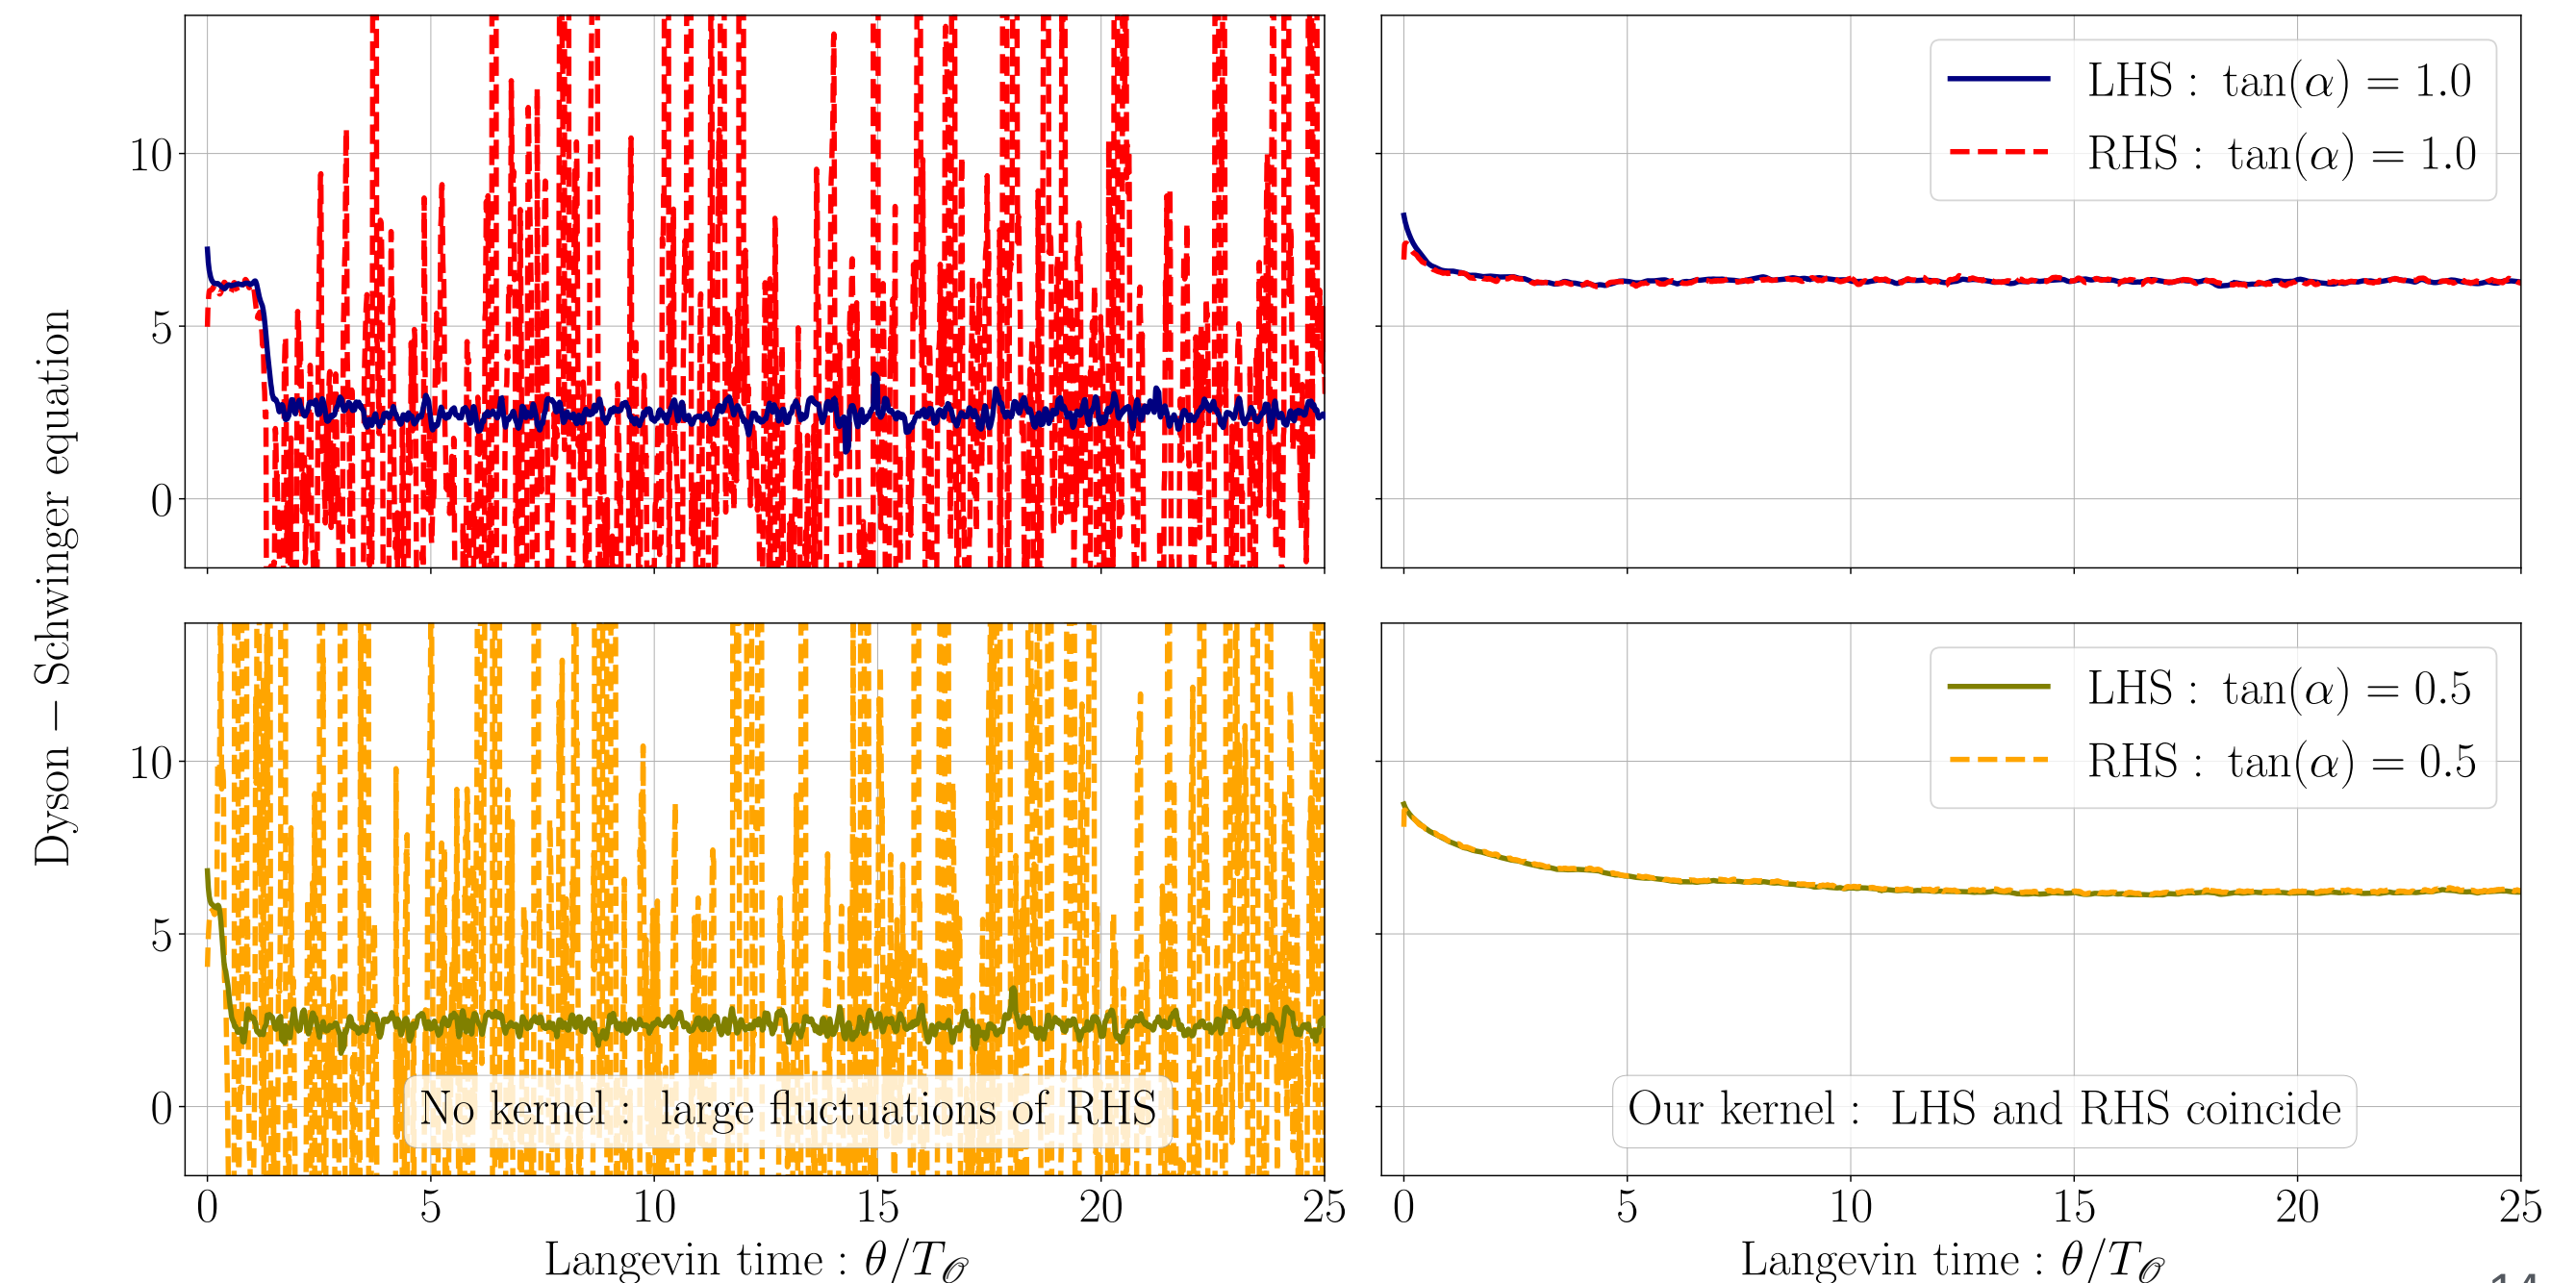 Dyson – Schwinger equation
10
5
0
LHS : tan(α) = 1.0
RHS : tan(α) = 1.0
10
5
0
LHS : tan(α) = 0.5
RHS : tan(α) = 0.5
No kernel : large fluctuations of RHS
Our kernel : LHS and RHS coincide
0 5 10 15 20 25
0 5 10 15 20 25
Langevin time : θ/T𝒪
Langevin time : θ/T𝒪